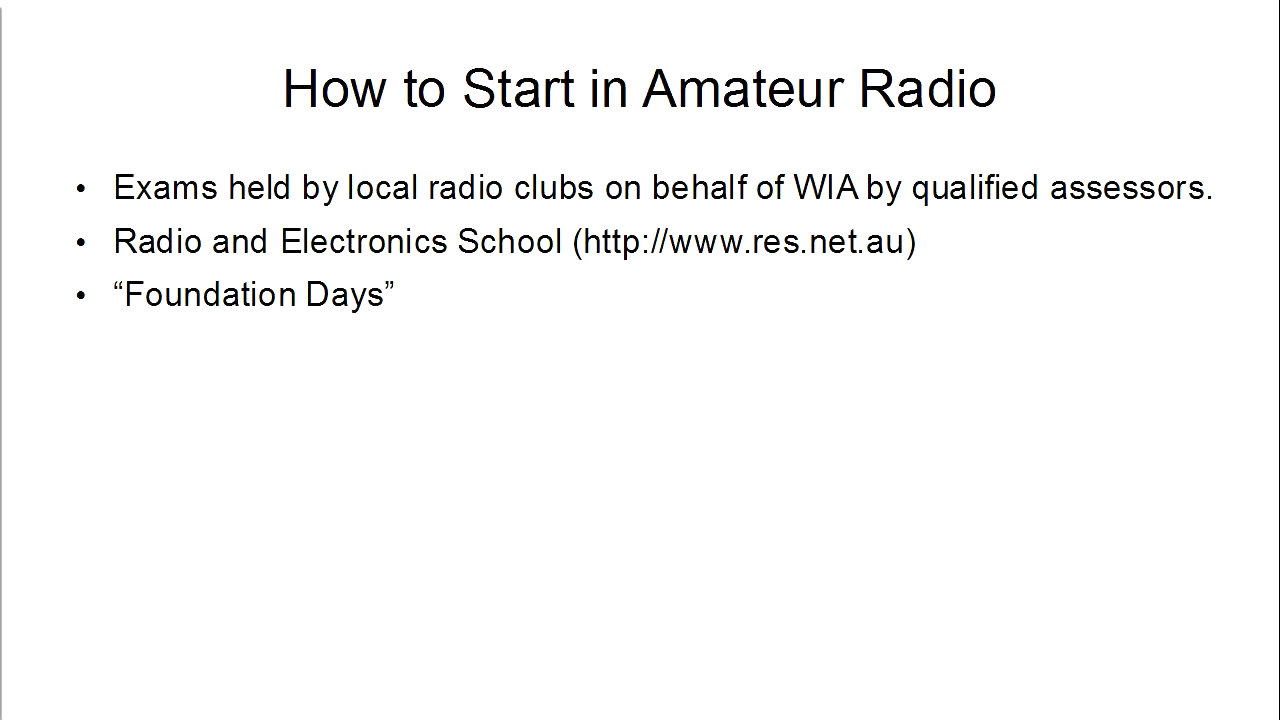 How to Start in Amateur Radio
• Exams held by local radio clubs on behalf of WIA by qualified assessors.
• Radio and Electronics School (http://www.res.net.au)
• “Foundation Days”